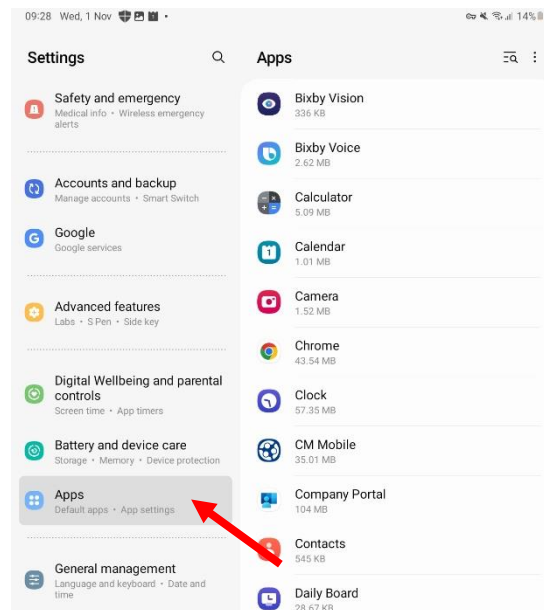 09:28 Wed, 1 Nov
14%
Settings
Safety and emergency
Medical info • Wireless emergency
alerts
Accounts and backup
Manage accounts • Smart Switch
Google
Google services
Advanced features
Labs • S Pen • Side key
Digital Wellbeing and parental
controls
Screen time • App timers
Battery and device care
Storage • Memory • Device protection
Apps
Default apps • App settings
General management
Language and keyboard • Date and
time
Apps
Bixby Vision
336 KB
Bixby Voice
2.62 MB
Calculator
5.09 MB
Calendar
1.01 MB
Camera
1.52 MB
Chrome
43.54 MB
Clock
57.35 MB
CM Mobile
35.01 MB
Company Portal
104 MB
Contacts
545 KB
Daily Board
28.67 KB